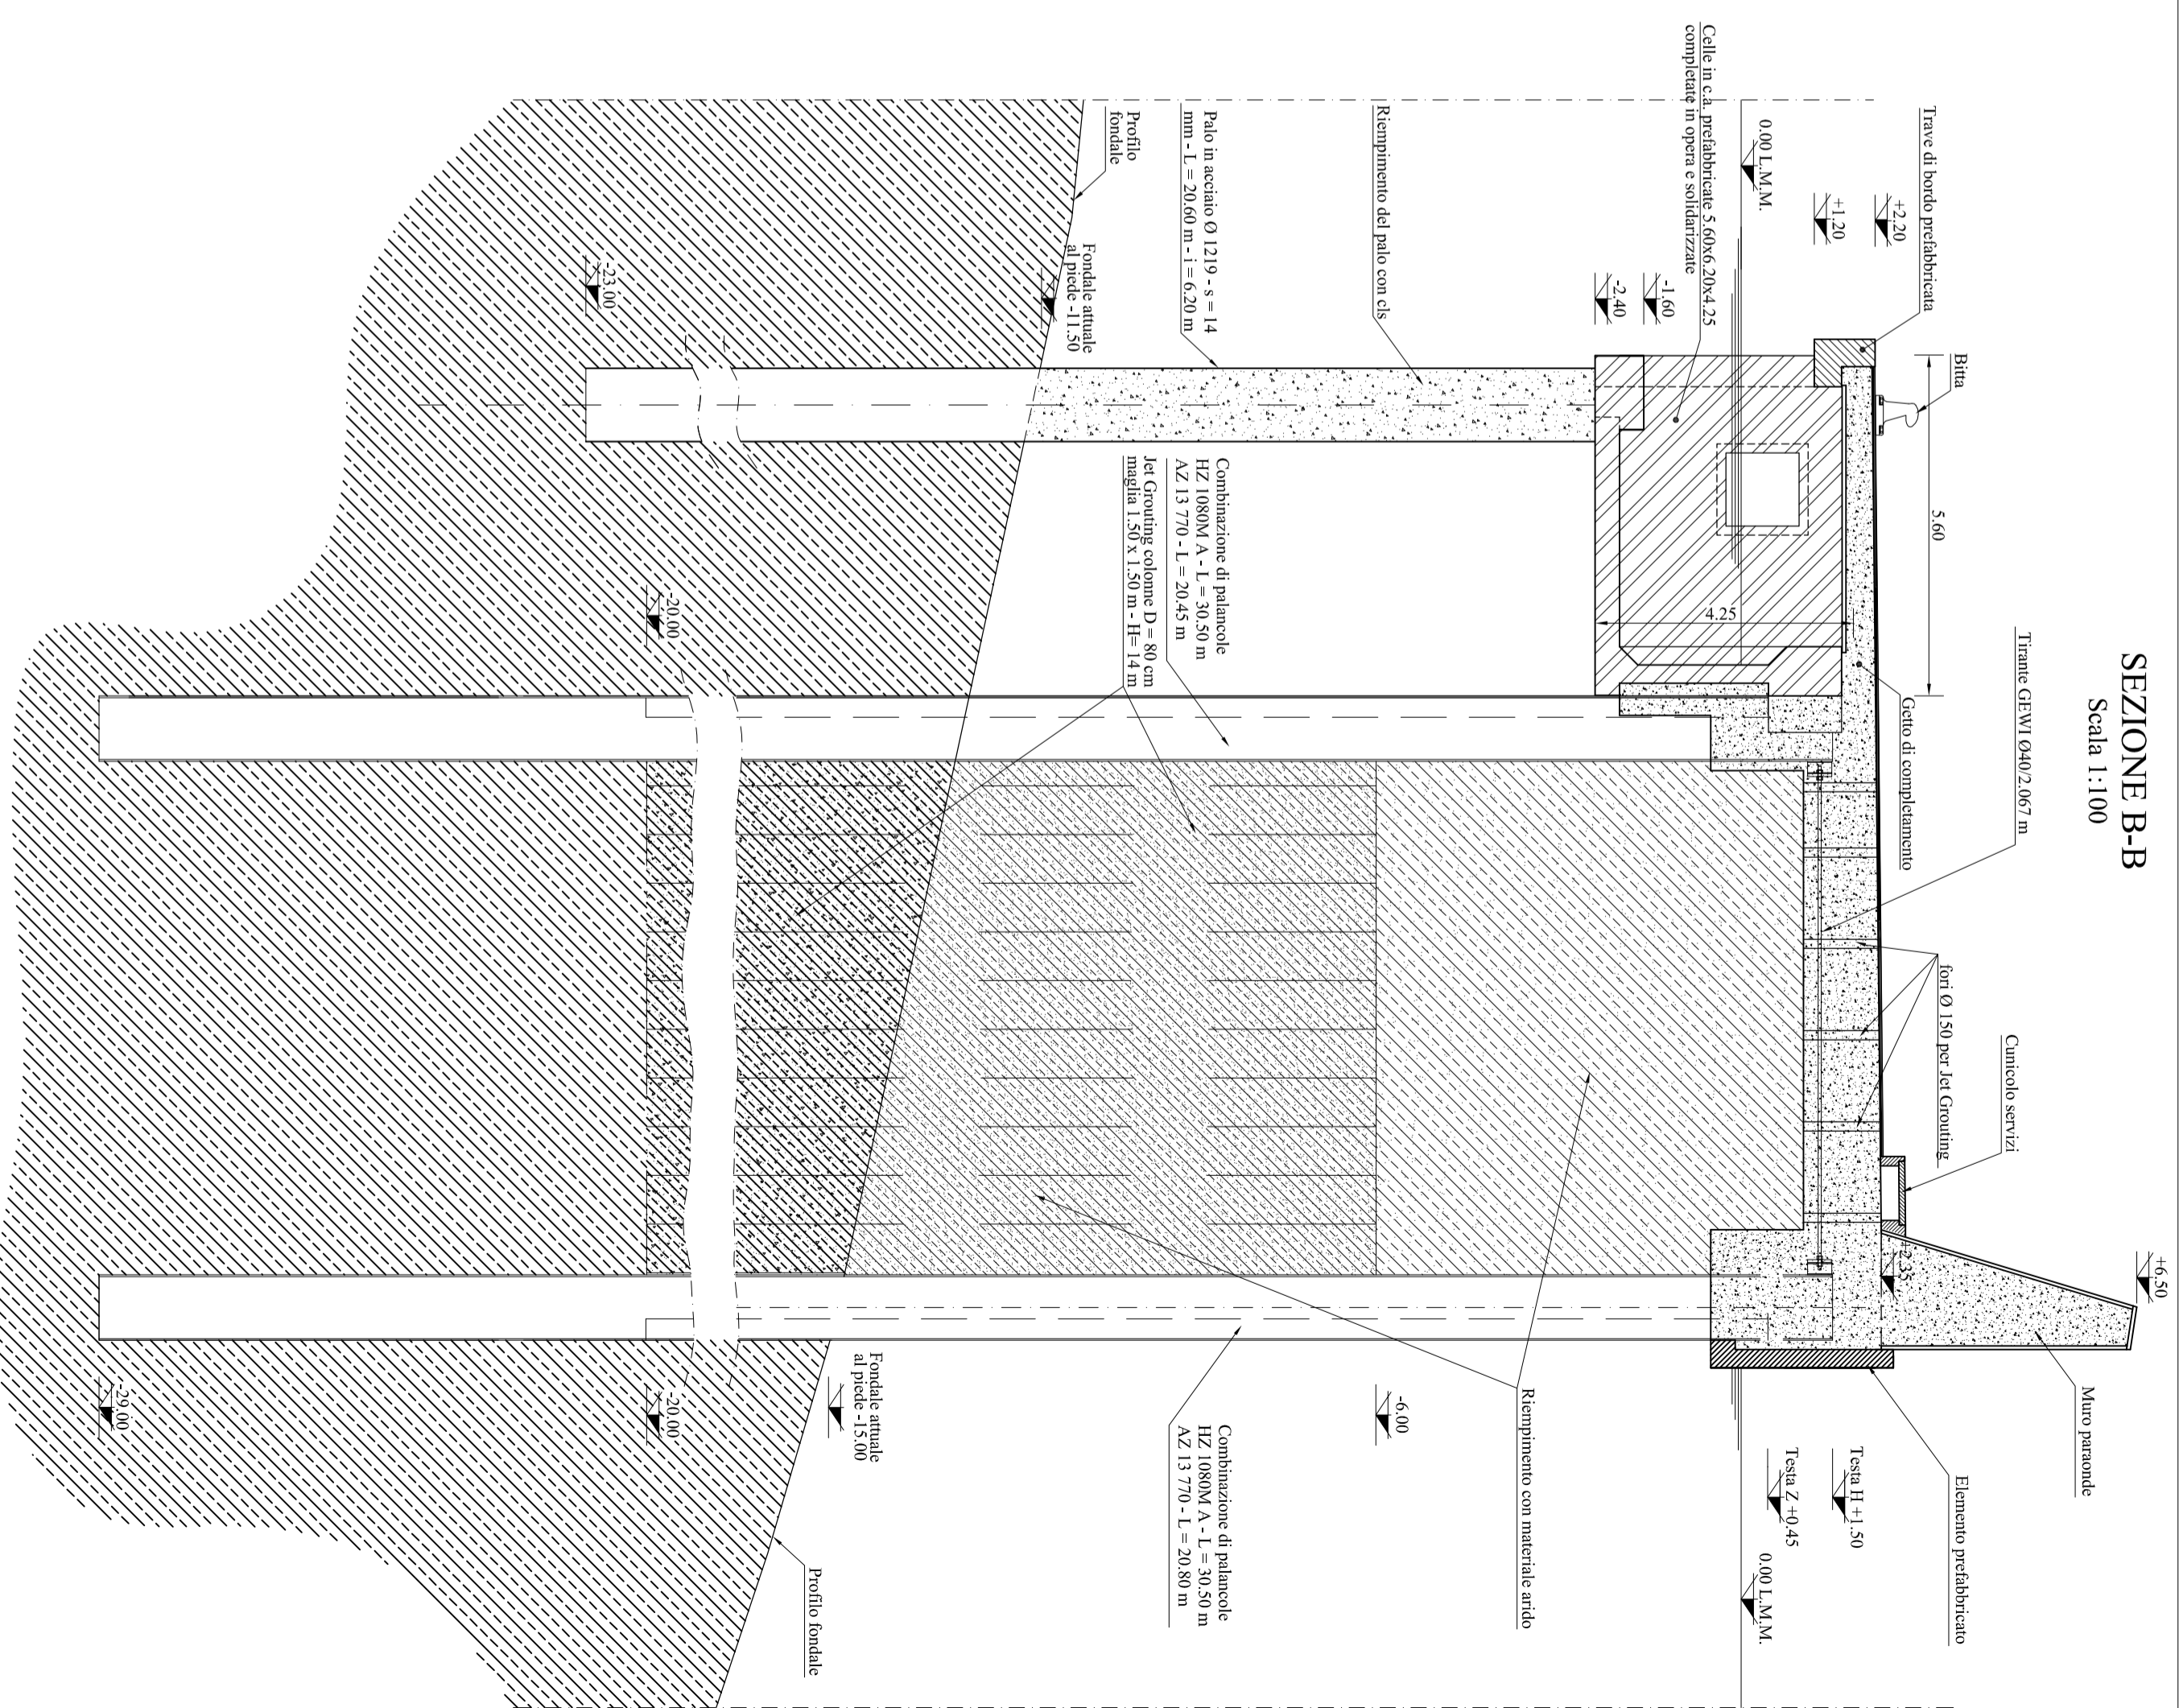 SEZIONE B-B
Scala 1:100
+6.50
Muro paraonde
Tirante GEWI Ø40/2.067 m
Cunicolo servizi
Bitta
5.60
fori Ø 150 per Jet Grouting
Elemento prefabbricato
Trave di bordo prefabbricata
Getto di completamento
+2.20
+2.35
+1.20
Testa H +1.50
Testa Z +0.45
0.00 L.M.M.
0.00 L.M.M.
4.25
Celle in c.a. prefabbricate 5.60x6.20x4.25
completate in opera e solidarizzate
-1.60
-2.40
Riempimento con materiale arido
Riempimento del palo con cls
-6.00
Palo in acciaio Ø 1219 - s = 14
mm - L = 20.60 m - i = 6.20 m
Combinazione di palancole
HZ 1080M A - L = 30.50 m
AZ 13 770 - L = 20.45 m
Combinazione di palancole
HZ 1080M A - L = 30.50 m
AZ 13 770 - L = 20.80 m
Jet Grouting colonne D = 80 cm
maglia 1.50 x 1.50 m - H= 14 m
Profilo
fondale
Fondale attuale
al piede -11.50
Fondale attuale
al piede -15.00
Profilo fondale
-20.00
-20.00
-23.00
-29.00